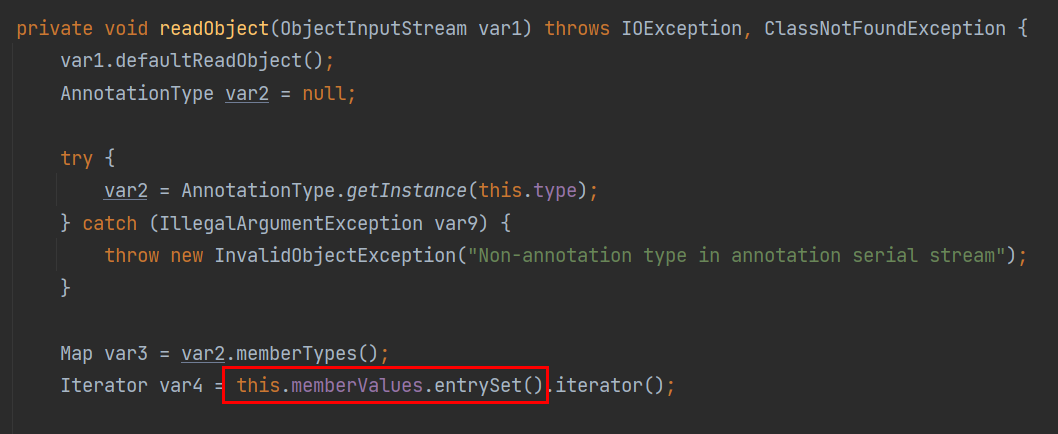 private void readObject(ObjectInputStream var1) throws IOException, ClassNotFoundException {
    var1.defaultReadObject();
    AnnotationType var2 = null;

    try {
        var2 = AnnotationType.getInstance(this.type);
    } catch (IllegalArgumentException var9) {
        throw new InvalidObjectException("Non-annotation type in annotation serial stream");
    }

    Map var3 = var2.memberTypes();
    Iterator var4 = this.memberValues.entrySet().iterator();